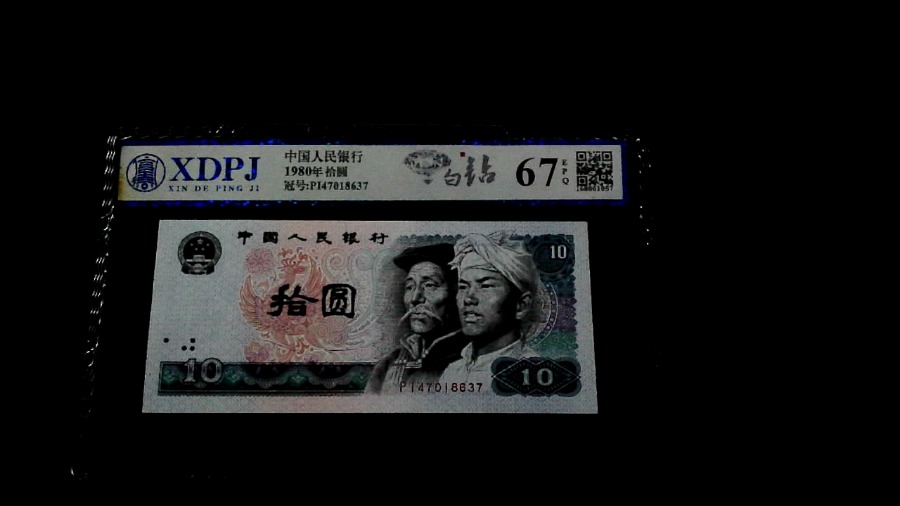 XDPJ
XIN DE PING JI
中国人民银行
1980年拾圆
冠号:PI47018637
白钻
67
EPQ
中国人民银行
10
拾圆
10
PI47018637
10